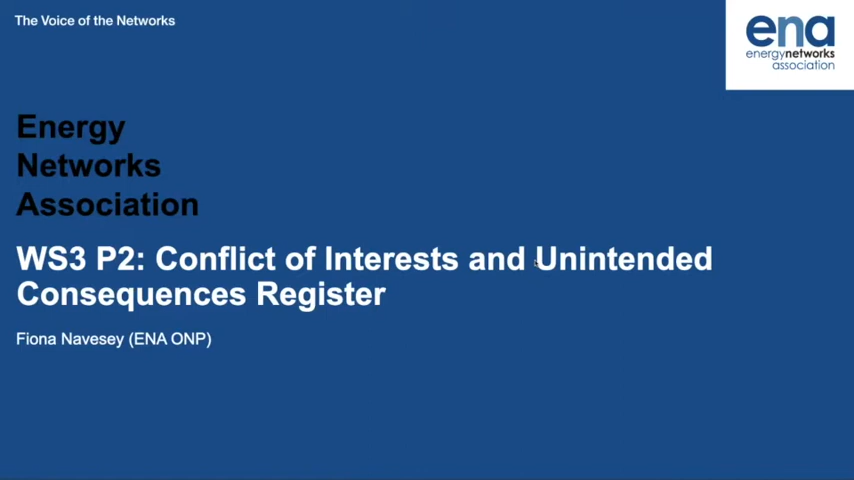 The Voice of the Networks
ena
energynetworks
association
Energy
Networks
Association
WS3 P2: Conflict of Interests and Unintended
Consequences Register
Fiona Navesey (ENA ONP)